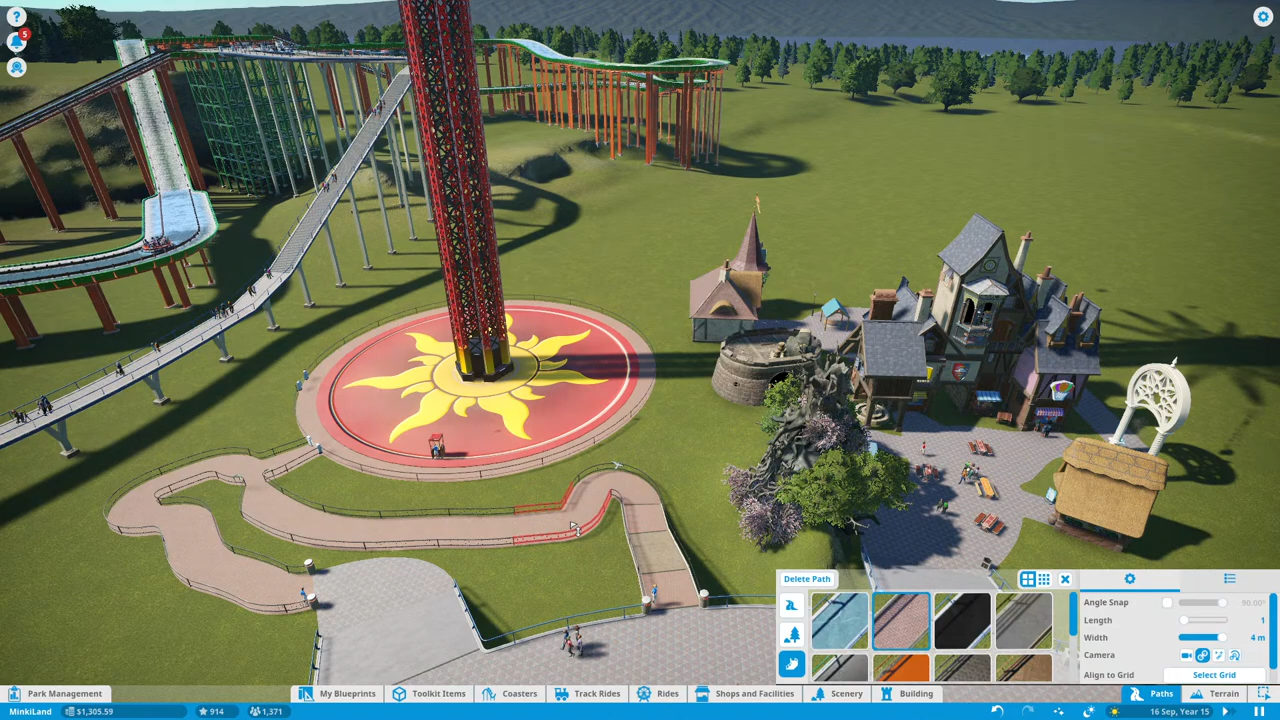 ?
5
Delete Path
Angle Snap 90.00°
Length 1
Width 4 m
Camera
Align to Grid Select Grid
Park Management
My Blueprints
Toolkit Items
Coasters
Track Rides
Rides
Shops and Facilities
Scenery
Building
Paths
Terrain
MinkiLand
$1,305.59
914
1,371
16 Sep, Year 15